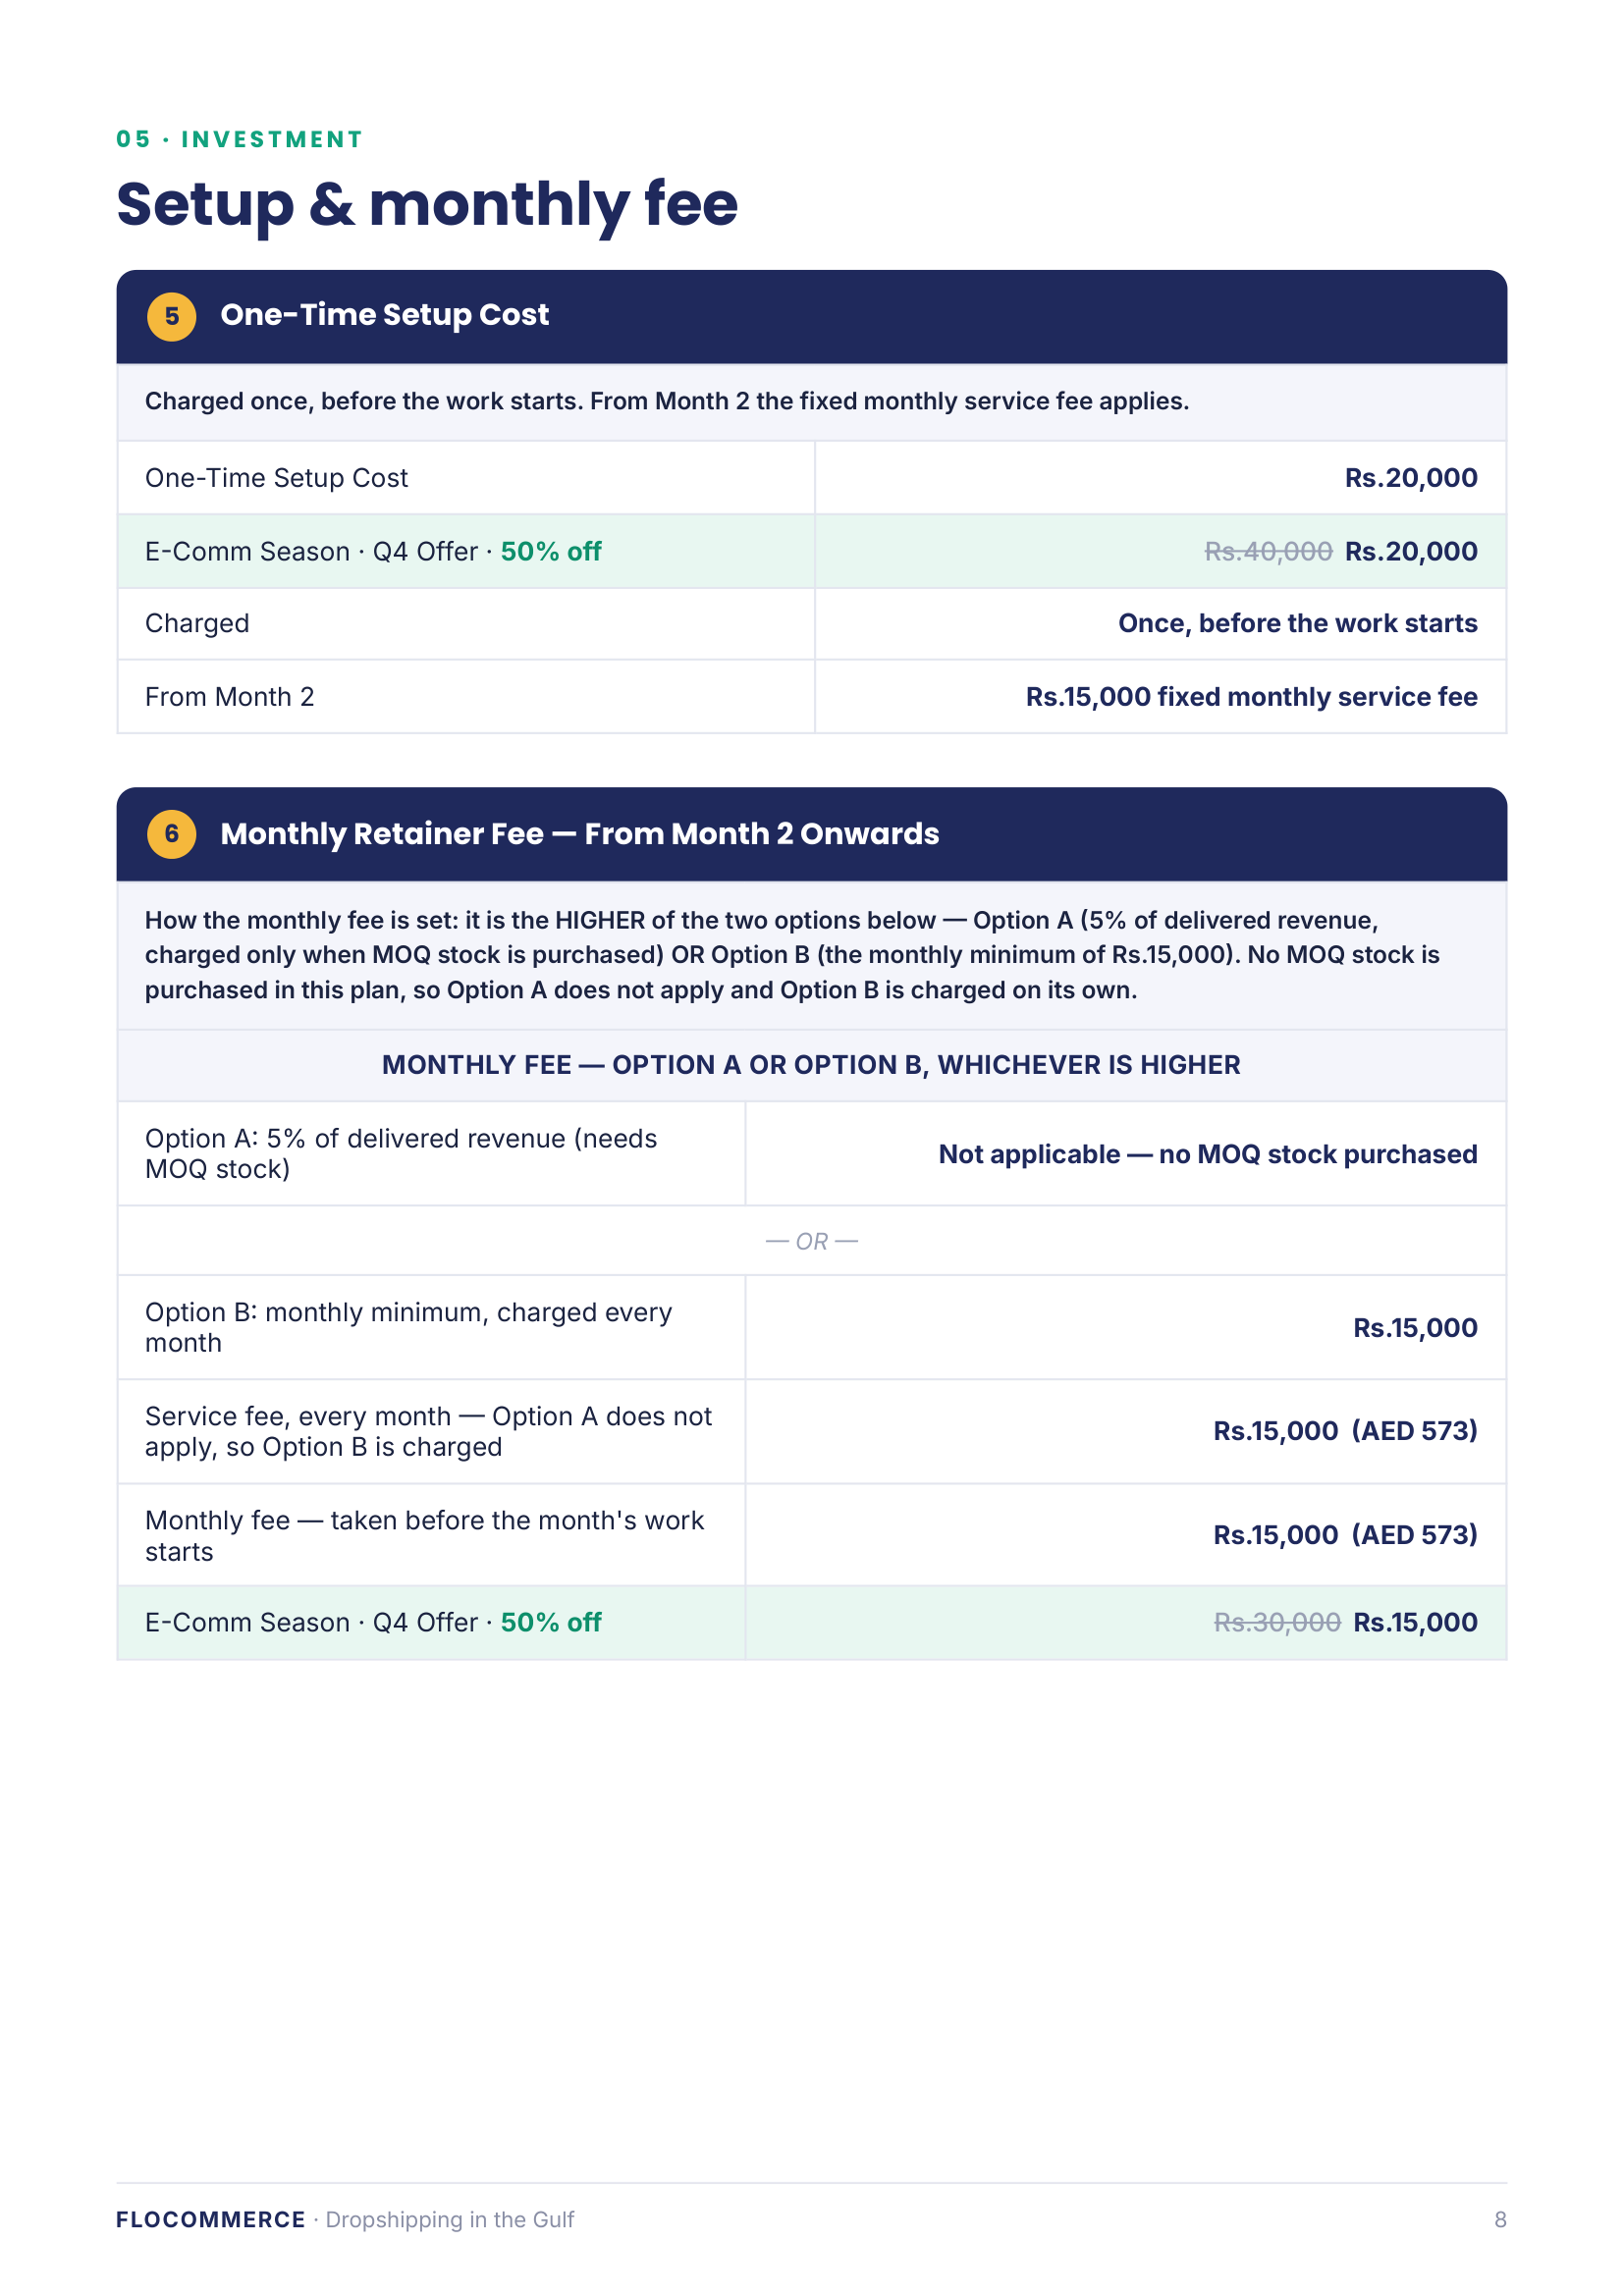 05 · INVESTMENT
Setup & monthly fee
5 One-Time Setup Cost
Charged once, before the work starts. From Month 2 the fixed monthly service fee applies.
One-Time Setup Cost Rs.20,000
E-Comm Season · Q4 Offer · 50% off Rs.40,000 Rs.20,000
Charged Once, before the work starts
From Month 2 Rs.15,000 fixed monthly service fee
6 Monthly Retainer Fee — From Month 2 Onwards
How the monthly fee is set: it is the HIGHER of the two options below — Option A (5% of delivered revenue,
charged only when MOQ stock is purchased) OR Option B (the monthly minimum of Rs.15,000). No MOQ stock is
purchased in this plan, so Option A does not apply and Option B is charged on its own.
MONTHLY FEE — OPTION A OR OPTION B, WHICHEVER IS HIGHER
Option A: 5% of delivered revenue (needs
MOQ stock)
Not applicable — no MOQ stock purchased
— OR —
Option B: monthly minimum, charged every
month
Rs.15,000
Service fee, every month — Option A does not
apply, so Option B is charged
Rs.15,000 (AED 573)
Monthly fee — taken before the month's work
starts
Rs.15,000 (AED 573)
E-Comm Season · Q4 Offer · 50% off Rs.30,000 Rs.15,000
FLOCOMMERCE · Dropshipping in the Gulf 8